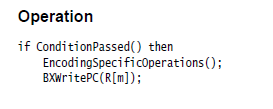 Operation
if ConditionPassed() then
    EncodingSpecificOperations();
    BXWritePC(R[m]);